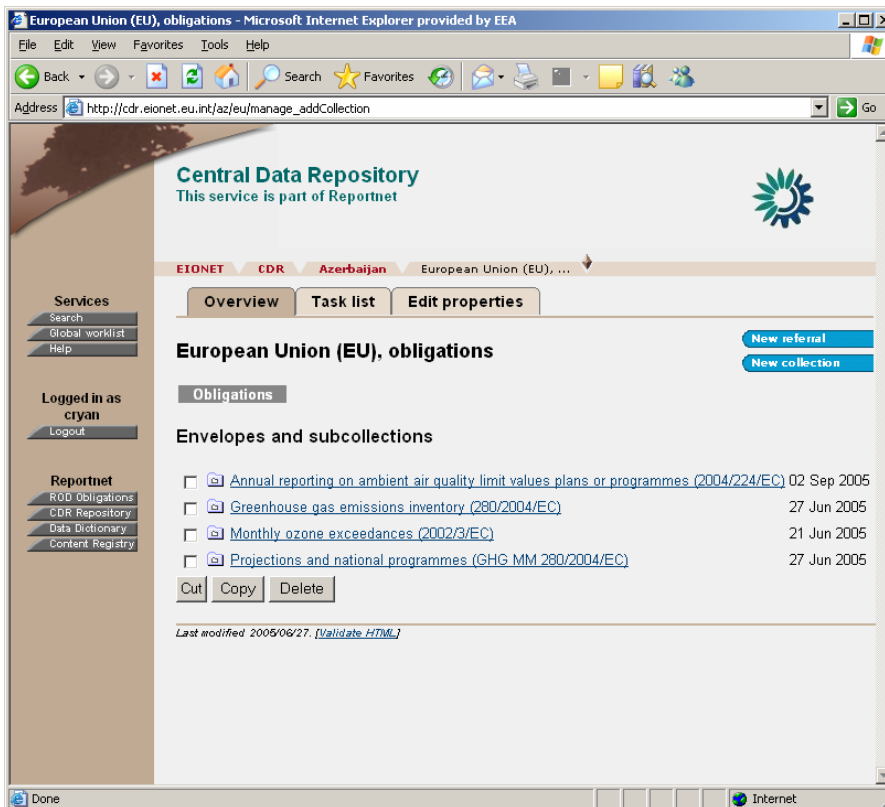 European Union (EU), obligations - Microsoft Internet Explorer provided by EEA
File Edit View Favorites Tools Help
Back Search Favorites
Address http://cdr.eionet.eu.int/az/eu/manage_addCollection Go
Central Data Repository
This service is part of Reportnet
EIONET CDR Azerbaijan European Union (EU), ...
Services
Search
Global worklist
Help
Logged in as
cryan
Logout
Reportnet
ROD Obligations
CDR Repository
Data Dictionary
Content Registry
Overview Task list Edit properties
New referral
New collection
European Union (EU), obligations
Obligations
Envelopes and subcollections
Annual reporting on ambient air quality limit values plans or programmes (2004/224/EC) 02 Sep 2005
Greenhouse gas emissions inventory (280/2004/EC) 27 Jun 2005
Monthly ozone exceedances (2002/3/EC) 21 Jun 2005
Projections and national programmes (GHG MM 280/2004/EC) 27 Jun 2005
Cut Copy Delete
Last modified 2005/06/27. [Validate HTML]
Done Internet